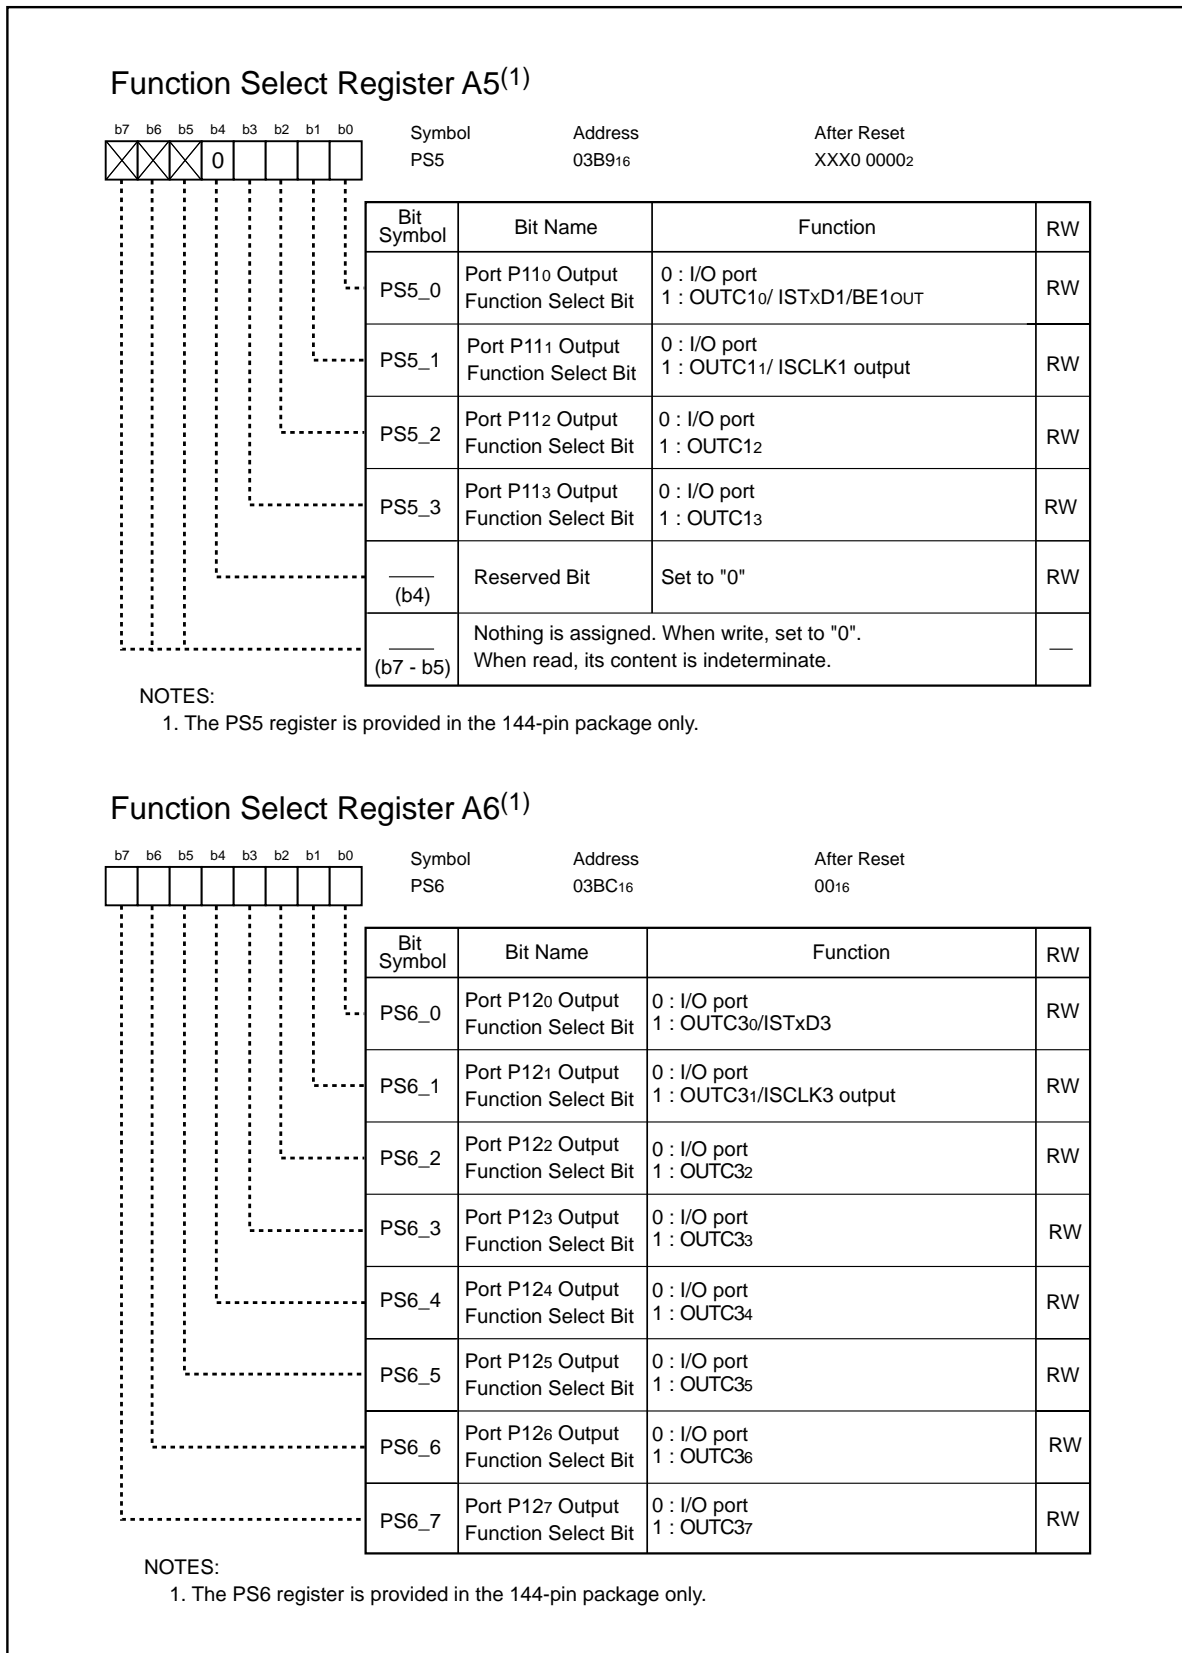 Function Select Register A5(1)
b7 b6 b5 b4 b3 b2 b1 b0
Symbol Address After Reset
0
PS5 03B916 XXX0 00002
Bit Symbol Bit Name Function RW
PS5_0 Port P110 Output Function Select Bit 0 : I/O port 1 : OUTC10/ ISTxD1/BE1OUT RW
PS5_1 Port P111 Output Function Select Bit 0 : I/O port 1 : OUTC11/ ISCLK1 output RW
PS5_2 Port P112 Output Function Select Bit 0 : I/O port 1 : OUTC12 RW
PS5_3 Port P113 Output Function Select Bit 0 : I/O port 1 : OUTC13 RW
(b4) Reserved Bit Set to "0" RW
(b7 - b5) Nothing is assigned. When write, set to "0". When read, its content is indeterminate. —
NOTES:
1. The PS5 register is provided in the 144-pin package only.
Function Select Register A6(1)
b7 b6 b5 b4 b3 b2 b1 b0
Symbol Address After Reset
PS6 03BC16 0016
Bit Symbol Bit Name Function RW
PS6_0 Port P120 Output Function Select Bit 0 : I/O port 1 : OUTC30/ISTxD3 RW
PS6_1 Port P121 Output Function Select Bit 0 : I/O port 1 : OUTC31/ISCLK3 output RW
PS6_2 Port P122 Output Function Select Bit 0 : I/O port 1 : OUTC32 RW
PS6_3 Port P123 Output Function Select Bit 0 : I/O port 1 : OUTC33 RW
PS6_4 Port P124 Output Function Select Bit 0 : I/O port 1 : OUTC34 RW
PS6_5 Port P125 Output Function Select Bit 0 : I/O port 1 : OUTC35 RW
PS6_6 Port P126 Output Function Select Bit 0 : I/O port 1 : OUTC36 RW
PS6_7 Port P127 Output Function Select Bit 0 : I/O port 1 : OUTC37 RW
NOTES:
1. The PS6 register is provided in the 144-pin package only.